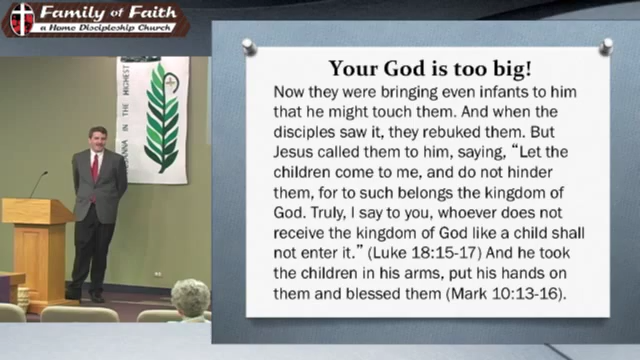 Family of Faith
a Home Discipleship Church
HOSANNA IN THE HIGHEST
Your God is too big!
Now they were bringing even infants to him
that he might touch them. And when the
disciples saw it, they rebuked them. But
Jesus called them to him, saying, “Let the
children come to me, and do not hinder
them, for to such belongs the kingdom of
God. Truly, I say to you, whoever does not
receive the kingdom of God like a child shall
not enter it.” (Luke 18:15-17) And he took
the children in his arms, put his hands on
them and blessed them (Mark 10:13-16).